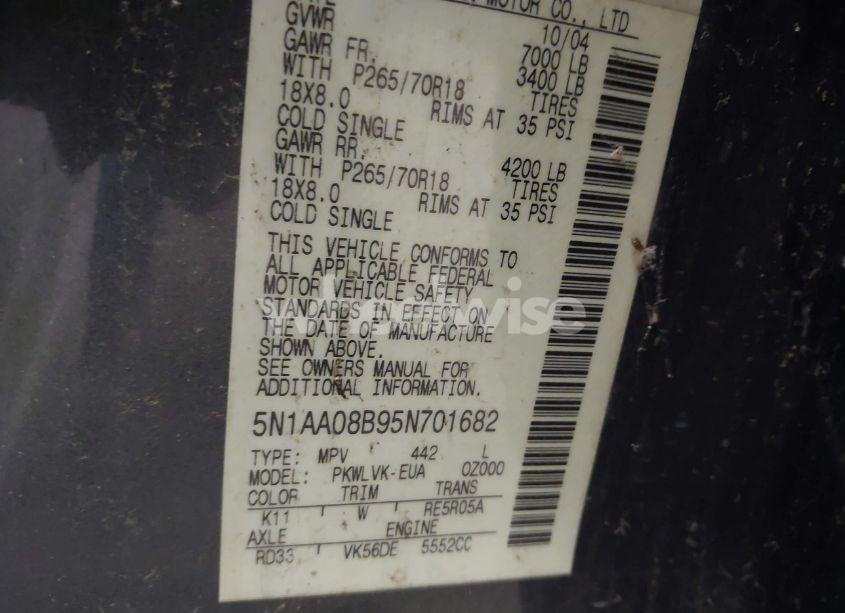 MOTOR CO., LTD
10/04
GVWR 7000 LB
GAWR FR. 3400 LB
WITH P265/70R18 TIRES
18X8.0 RIMS AT 35 PSI
COLD SINGLE
GAWR RR. 4200 LB
WITH P265/70R18 TIRES
18X8.0 RIMS AT 35 PSI
COLD SINGLE
THIS VEHICLE CONFORMS TO
ALL APPLICABLE FEDERAL
MOTOR VEHICLE SAFETY
STANDARDS IN EFFECT ON
THE DATE OF MANUFACTURE
SHOWN ABOVE.
SEE OWNERS MANUAL FOR
ADDITIONAL INFORMATION.
5N1AA08B95N701682
TYPE: MPV 442 L
MODEL: PKWLVK-EUA 0Z000
COLOR TRIM TRANS
K11 W RE5R05A
AXLE ENGINE
RD33 VK56DE 5552CC